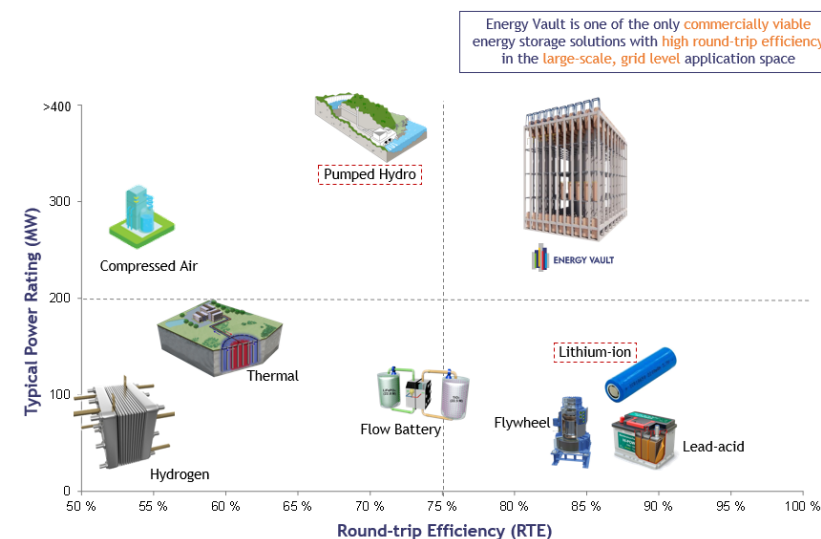 Energy Vault is one of the only commercially viable
energy storage solutions with high round-trip efficiency
in the large-scale, grid level application space
Typical Power Rating (MW)
>400
300
200
100
0
Pumped Hydro
ENERGY VAULT
Compressed Air
Thermal
Lithium-ion
Flow Battery
Flywheel
Lead-acid
Hydrogen
50 %
55%
60 %
65 %
70 %
75 %
80 %
85 %
90 %
95 %
100 %
Round-trip Efficiency (RTE)